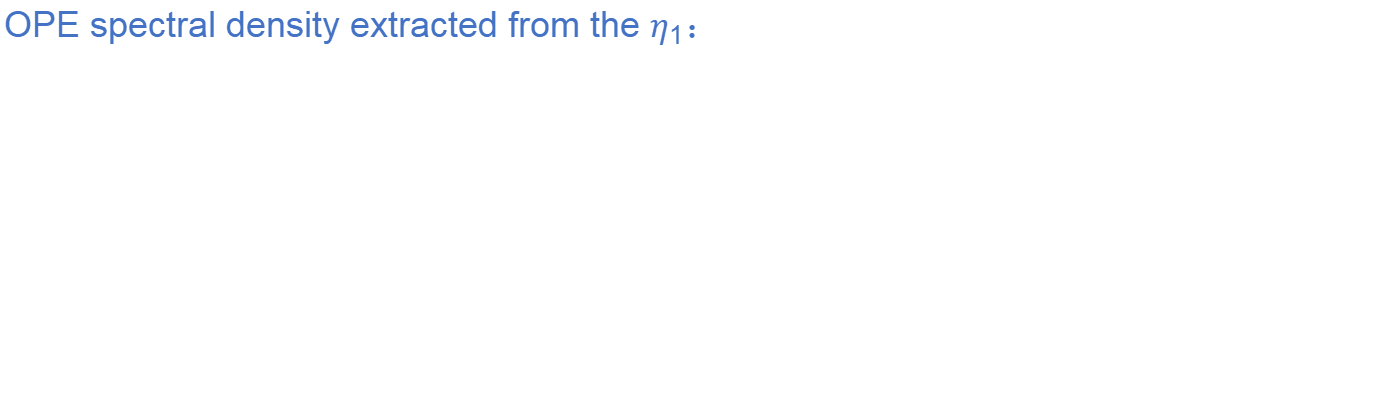 OPE spectral density extracted from the η₁：